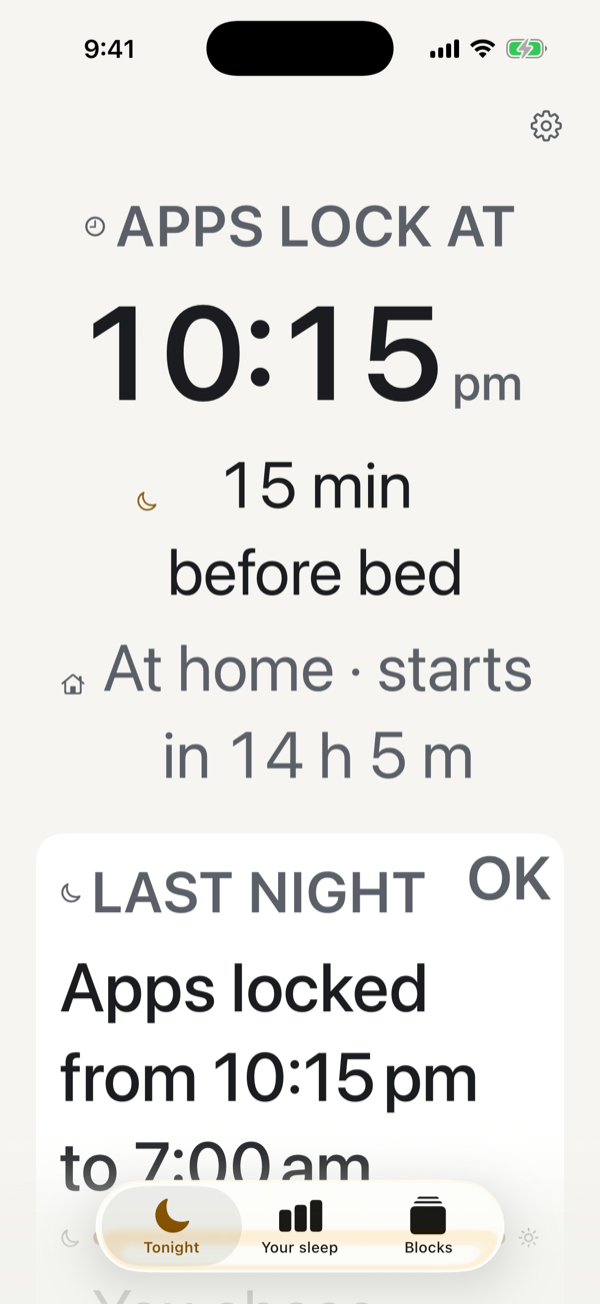 9:41
APPS LOCK AT
10:15 pm
15 min
before bed
At home · starts
in 14 h 5 m
LAST NIGHT
OK
Apps locked
from 10:15 pm
to 7:00 am
Tonight
Your sleep
Blocks